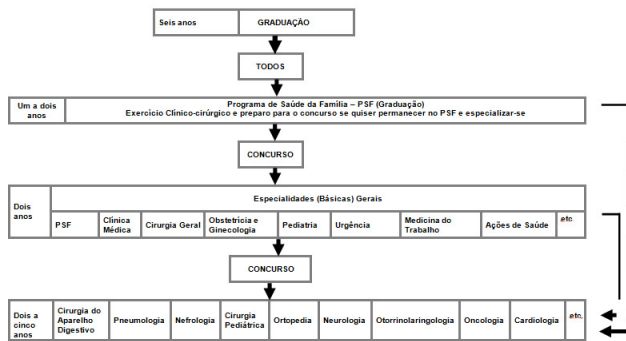 Seis anos
GRADUAÇÃO
TODOS
Um a dois
anos
Programa de Saúde da Família – PSF (Graduação)
Exercício Clínico-cirúrgico e preparo para o concurso se quiser permanecer no PSF e especializar-se
CONCURSO
Dois
anos
Especialidades (Básicas) Gerais
PSF
Clínica
Médica
Cirurgia Geral
Obstetrícia e
Ginecologia
Pediatria
Urgência
Medicina do
Trabalho
Ações de Saúde
etc.
CONCURSO
Dois a
cinco
anos
Cirurgia do
Aparelho
Digestivo
Pneumologia
Nefrologia
Cirurgia
Pediátrica
Ortopedia
Neurologia
Otorrinolaringologia
Oncologia
Cardiologia
etc.